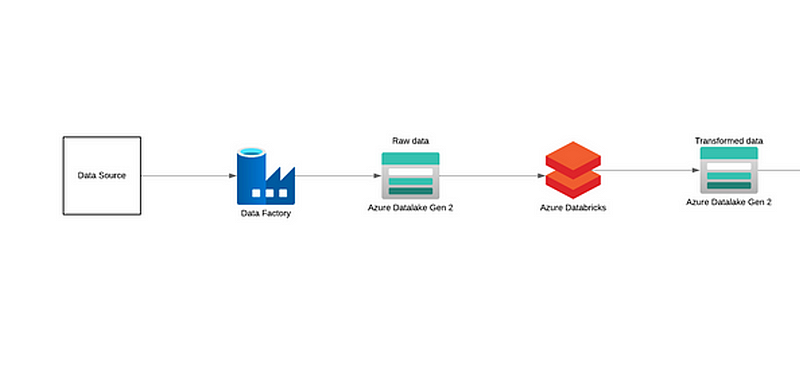 Raw data
Transformed data
Data Source
Data Factory
Azure Datalake Gen 2
Azure Databricks
Azure Datalake Gen 2